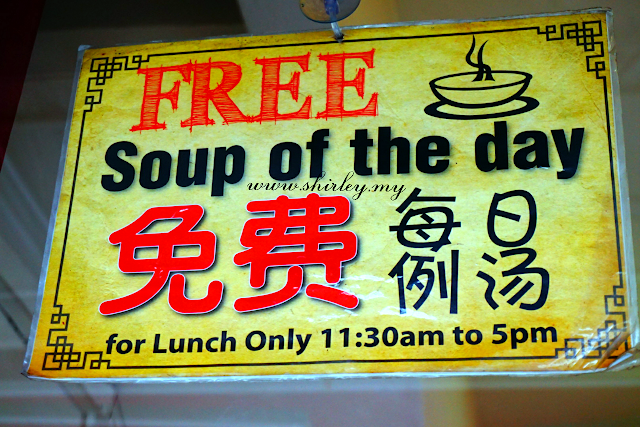 FREE
Soup of the day
www.shirley.my
免费 每日
例汤
for Lunch Only 11:30am to 5pm